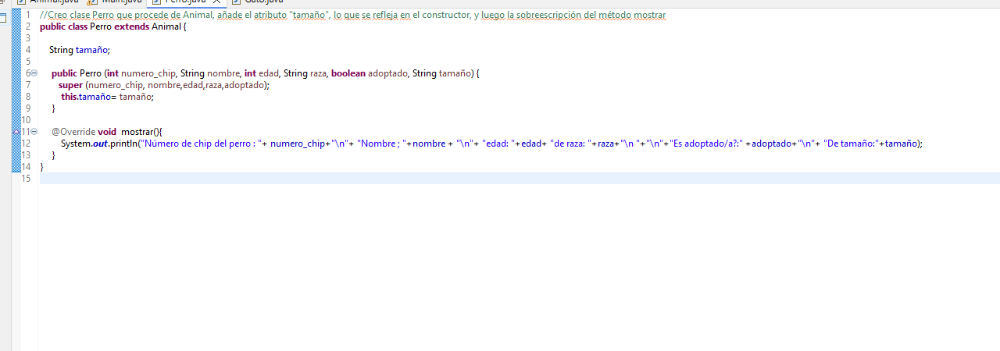 Animal.java Main.java Perro.java Gato.java
1 //Creo clase Perro que procede de Animal, añade el atributo "tamaño", lo que se refleja en el constructor, y luego la sobreescripción del método mostrar
2 public class Perro extends Animal {
3
4 String tamaño;
5
6 public Perro (int numero_chip, String nombre, int edad, String raza, boolean adoptado, String tamaño) {
7 super (numero_chip, nombre,edad,raza,adoptado);
8 this.tamaño= tamaño;
9 }
10
11 @Override void mostrar(){
12 System.out.println("Número de chip del perro : "+ numero_chip+"\n"+ "Nombre ; "+nombre + "\n"+ "edad: "+edad+ "de raza: "+raza+"\n "+"\n"+"Es adoptado/a?:" +adoptado+"\n"+ "De tamaño:"+tamaño);
13 }
14 }
15